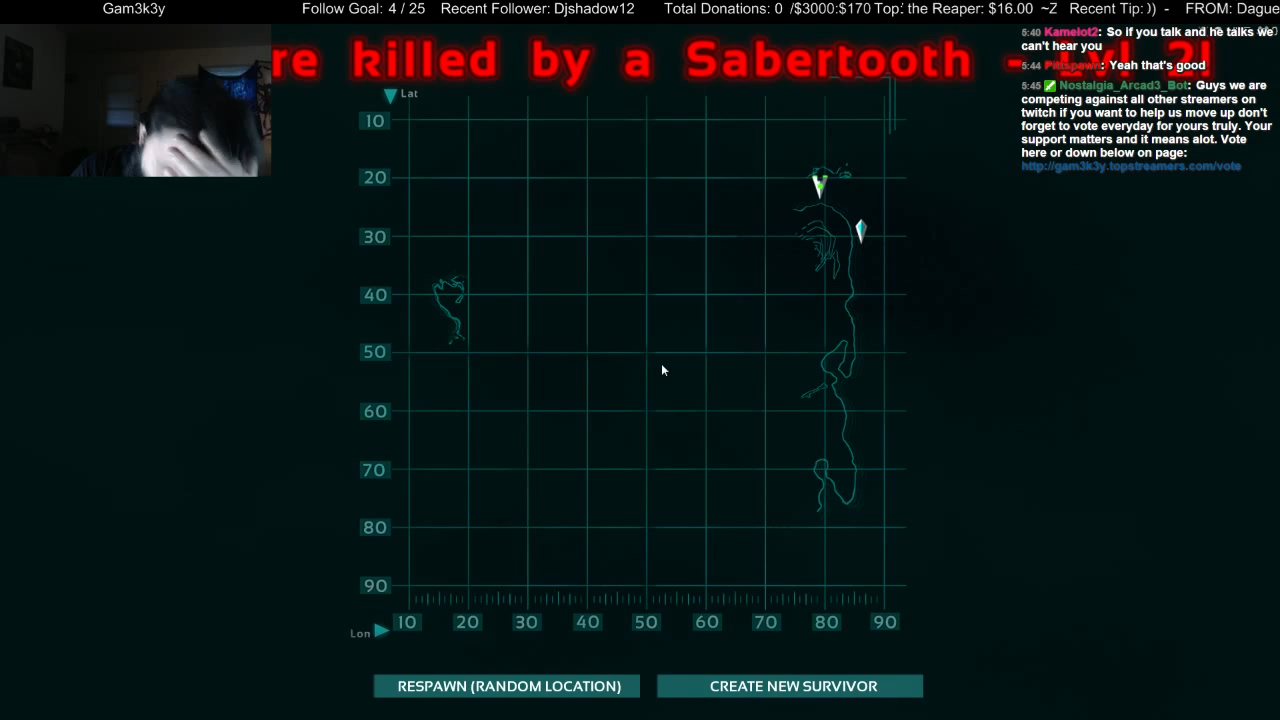 Gam3k3y
Follow Goal: 4 / 25 Recent Follower: Djshadow12 Total Donations: 0 /$3000:$170 Top: the Reaper: $16.00 ~Z Recent Tip: )) - FROM: Dague
re killed by a Sabertooth - Lvl 2!
5:40 Kamelot2: So if you talk and he talks we
can't hear you
5:44 Yeah that's good
5:45 Nostalgia_Arcad3_Bot: Guys we are
competing against all other streamers on
twitch if you want to help us move up don't
forget to vote everyday for yours truly. Your
support matters and it means alot. Vote
here or down below on page:
http://gam3k3y.topstreamers.com/vote
Lat
10
20
30
40
50
60
70
80
90
Lon
10 20 30 40 50 60 70 80 90
RESPAWN (RANDOM LOCATION)
CREATE NEW SURVIVOR